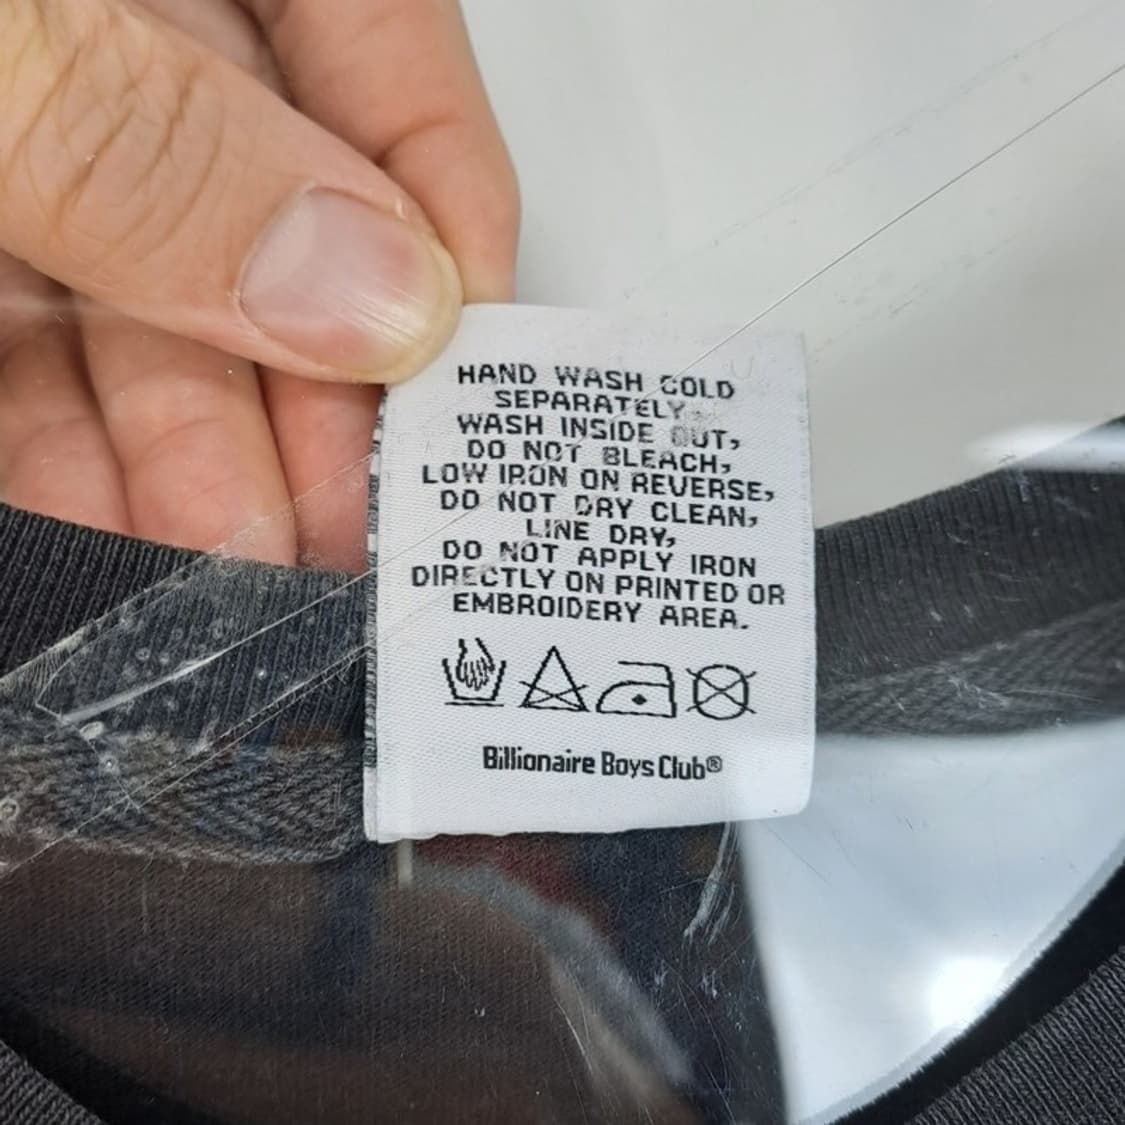 HAND WASH COLD
SEPARATELY,
WASH INSIDE OUT,
DO NOT BLEACH,
LOW IRON ON REVERSE,
DO NOT DRY CLEAN,
LINE DRY,
DO NOT APPLY IRON
DIRECTLY ON PRINTED OR
EMBROIDERY AREA.
Billionaire Boys Club®